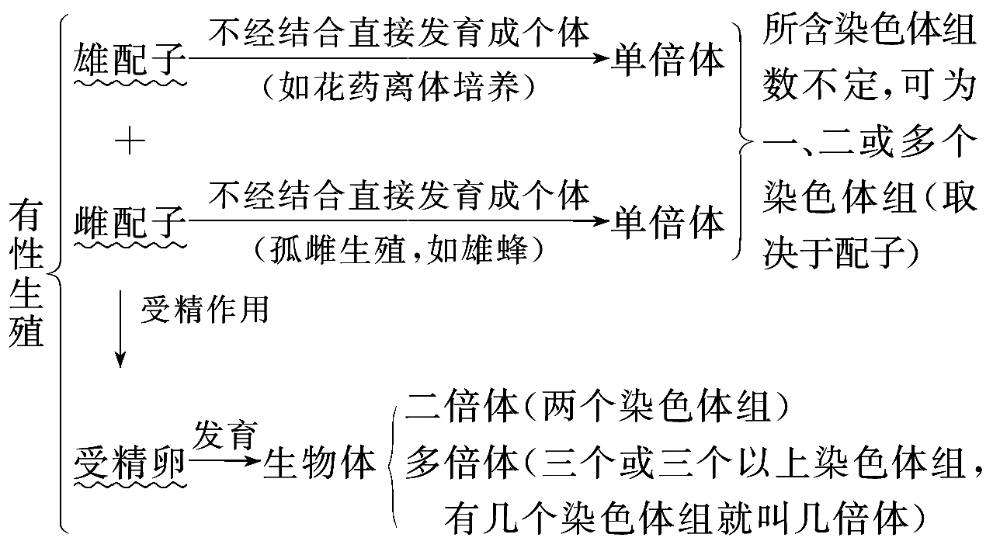 有性生殖
雄配子
不经结合直接发育成个体
(如花药离体培养)
单倍体
+
雌配子
不经结合直接发育成个体
(孤雌生殖,如雄蜂)
单倍体
所含染色体组
数不定,可为
一、二或多个
染色体组(取
决于配子)
受精作用
受精卵
发育
生物体
二倍体(两个染色体组)
多倍体(三个或三个以上染色体组,
有几个染色体组就叫几倍体)